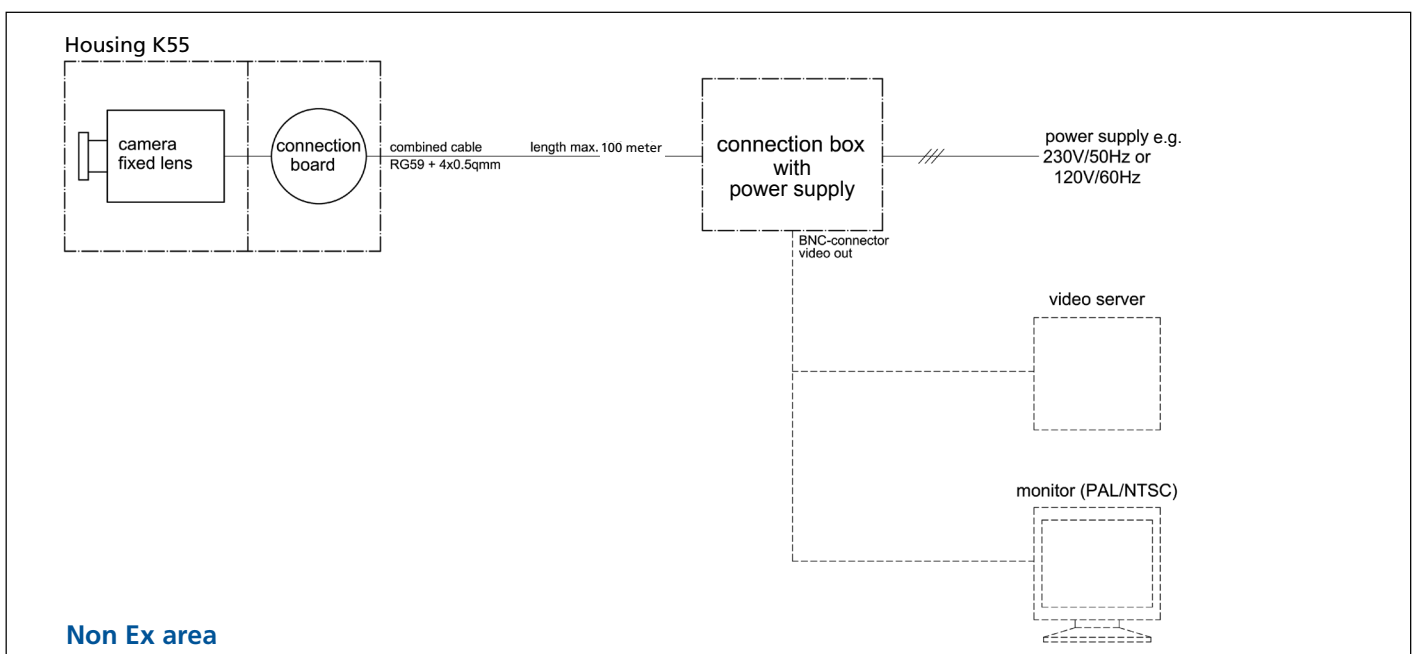 Housing K55
camera
fixed lens
connection
board
combined cable
RG59 + 4x0.5qmm
length max. 100 meter
connection box
with
power supply
power supply e.g.
230V/50Hz or
120V/60Hz
BNC-connector
video out
video server
monitor (PAL/NTSC)
Non Ex area